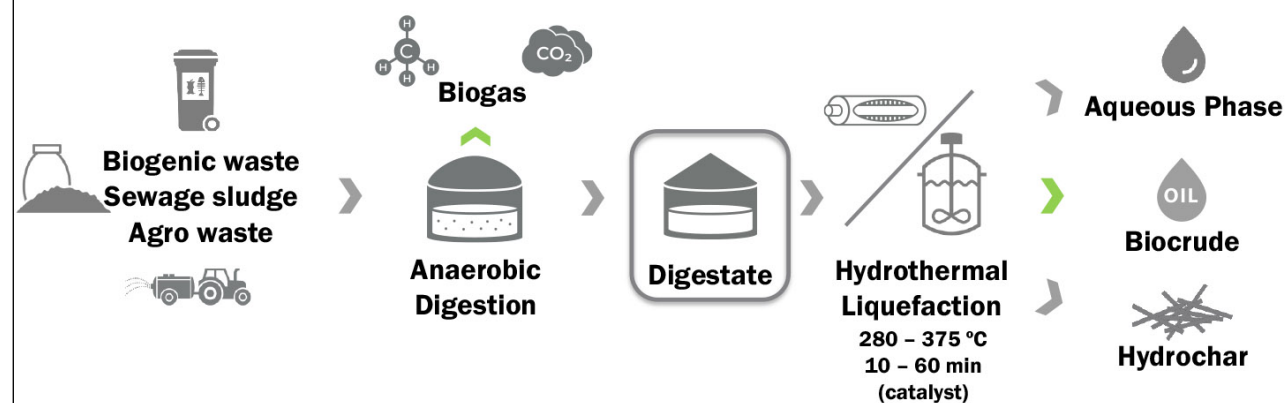 H
H
C
H
H
CO₂
Biogas
Biogenic waste
Sewage sludge
Agro waste
Anaerobic
Digestion
Digestate
Hydrothermal
Liquefaction
280 – 375 ºC
10 – 60 min
(catalyst)
Aqueous Phase
OIL
Biocrude
Hydrochar